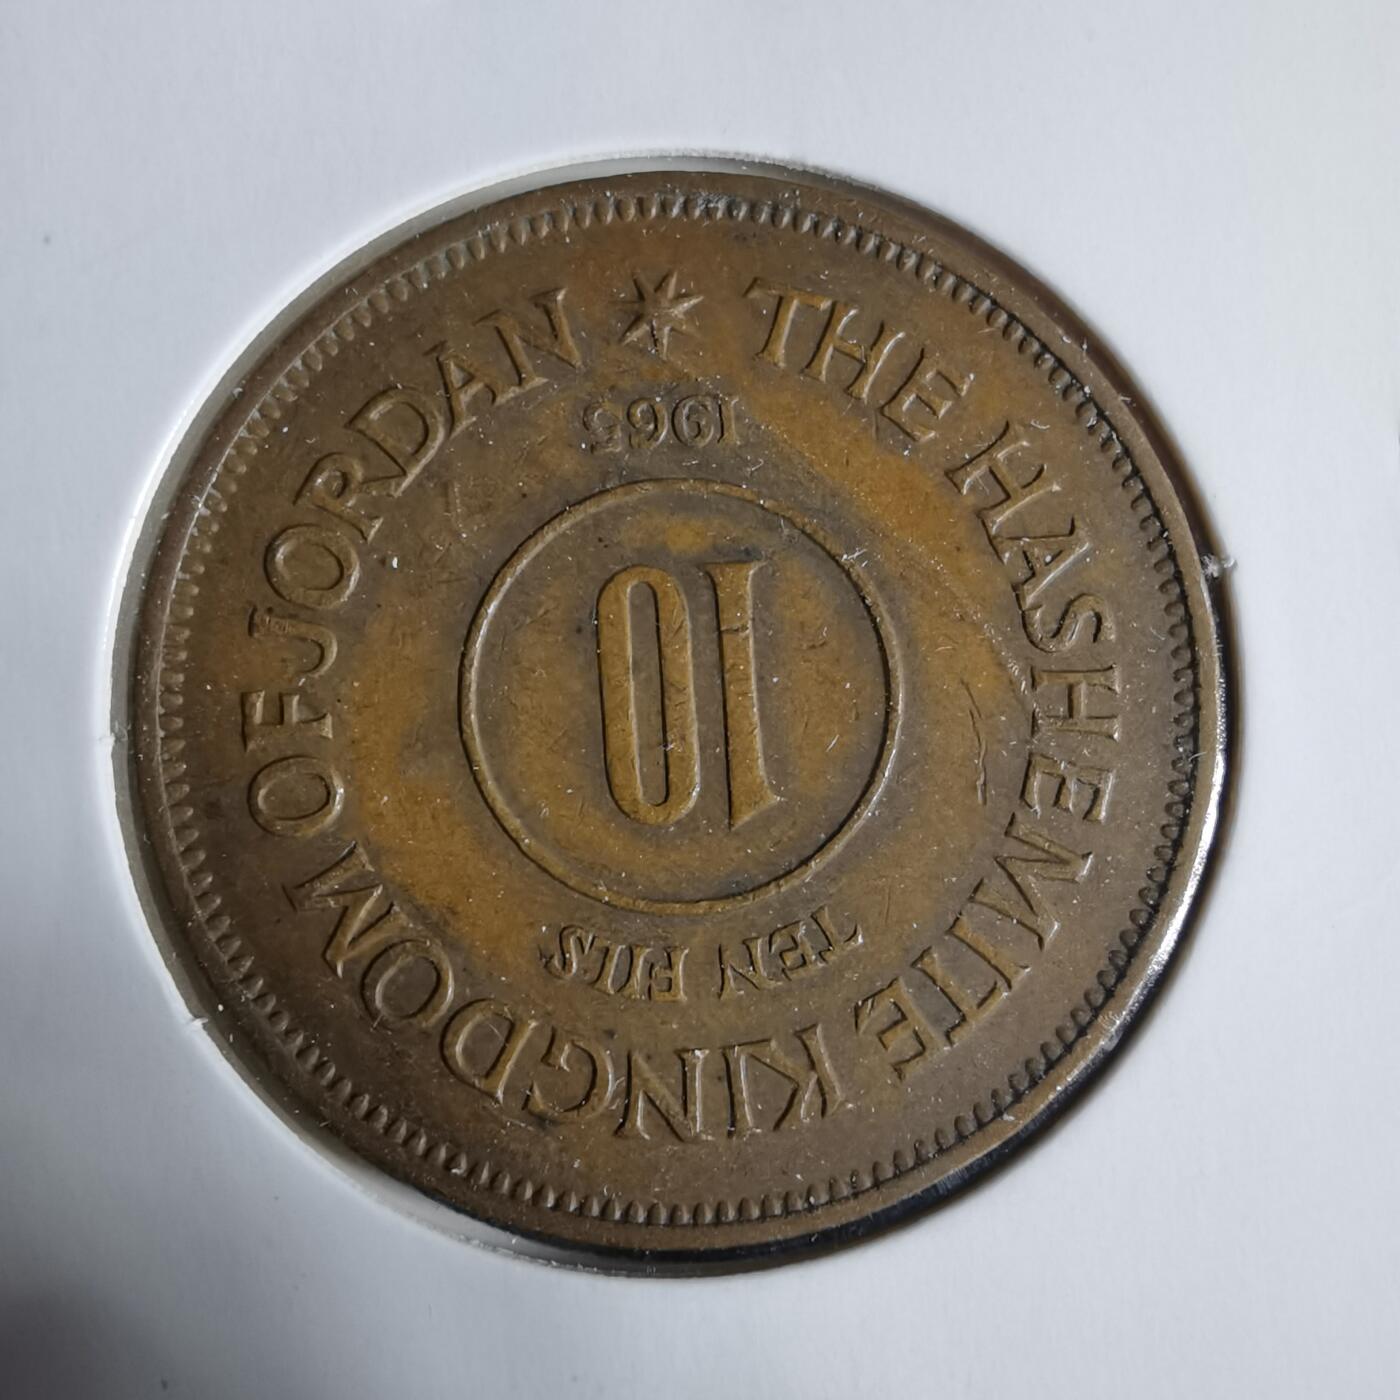 THE HASHEMITE KINGDOM OF JORDAN
TEN FILS
10
1965